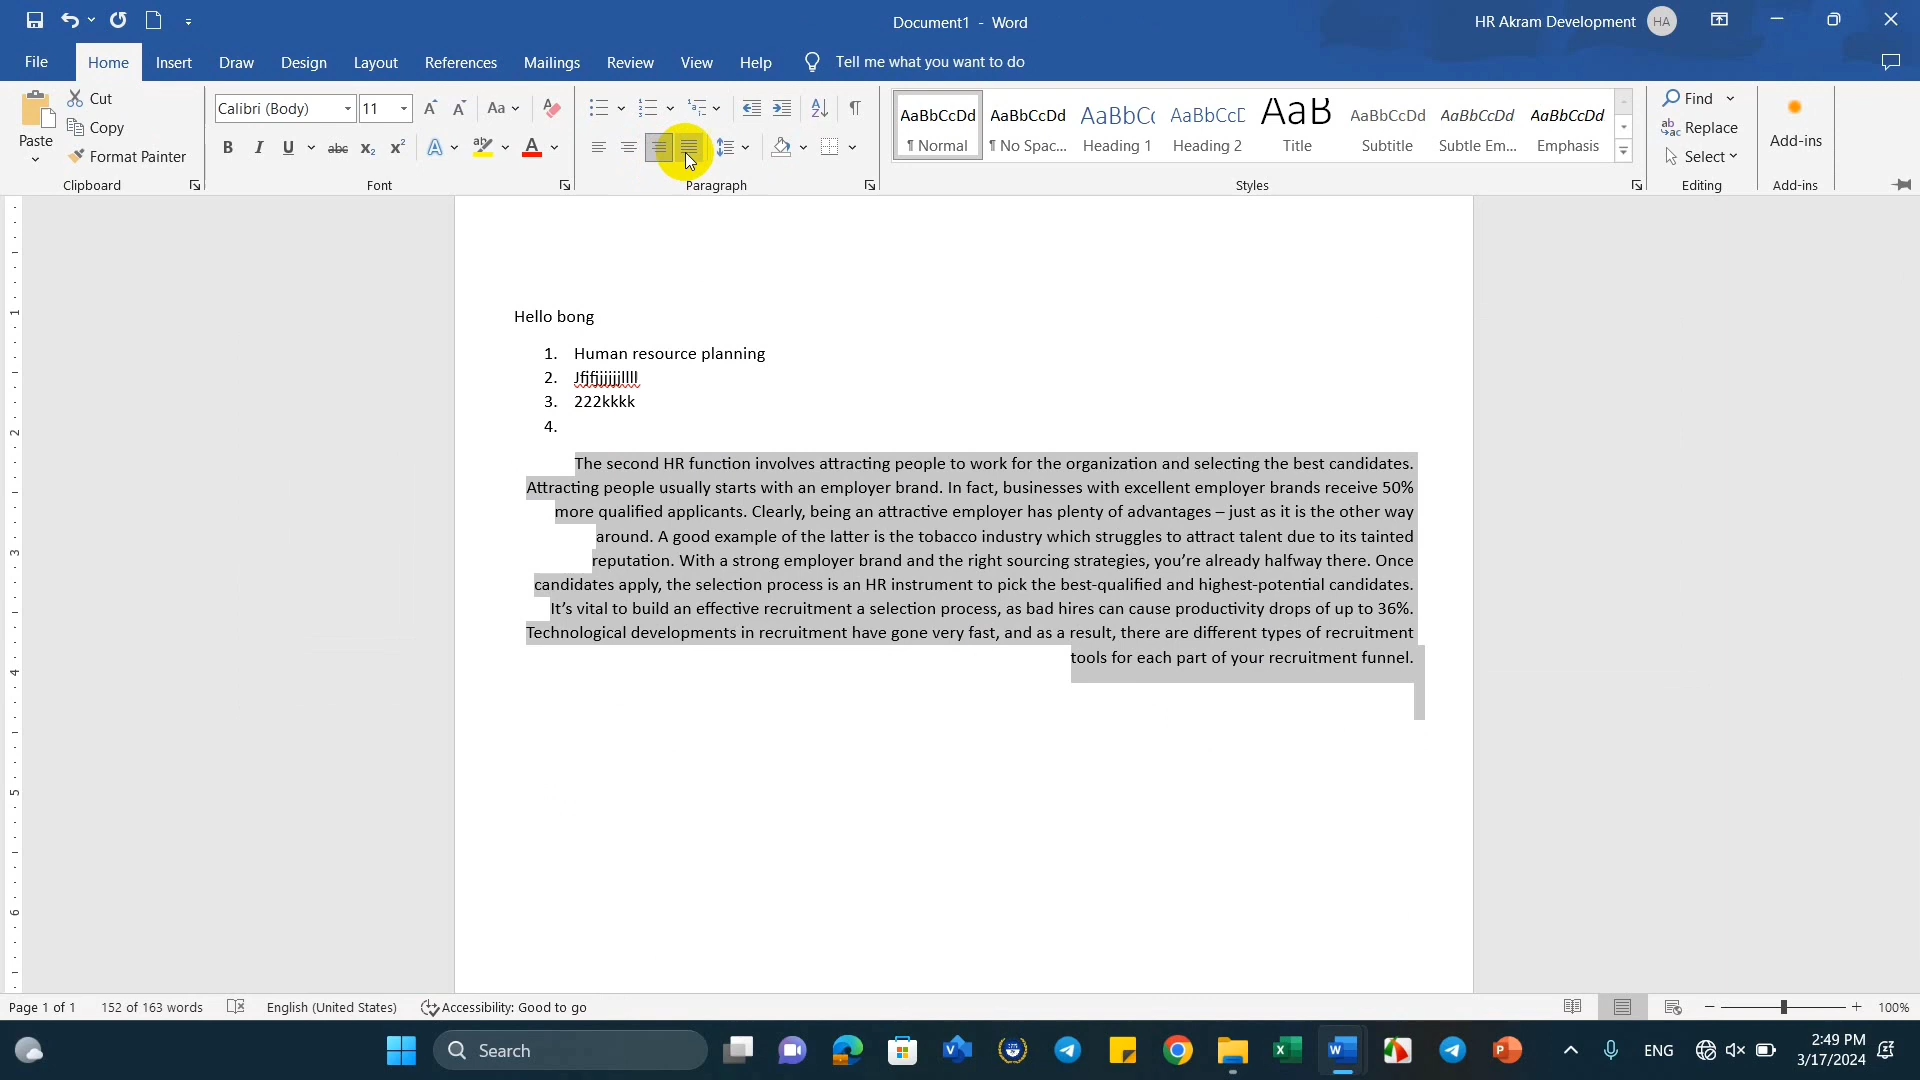 Document1 - Word
HR Akram Development HA
File Home Insert Draw Design Layout References Mailings Review View Help Tell me what you want to do
Paste
Cut
Copy
Format Painter
Clipboard
Calibri (Body) 11
Font
Paragraph
AaBbCcDd AaBbCcDd AaBbC( AaBbCcE AaB AaBbCcDd AaBbCcDd AaBbCcDd
¶ Normal ¶ No Spac... Heading 1 Heading 2 Title Subtitle Subtle Em... Emphasis
Styles
Find
Replace
Select
Editing
Add-ins
Add-ins
Hello bong
1. Human resource planning
2. Jfjfjjjjjjllll
3. 222kkkk
4.
The second HR function involves attracting people to work for the organization and selecting the best candidates.
Attracting people usually starts with an employer brand. In fact, businesses with excellent employer brands receive 50%
more qualified applicants. Clearly, being an attractive employer has plenty of advantages – just as it is the other way
around. A good example of the latter is the tobacco industry which struggles to attract talent due to its tainted
reputation. With a strong employer brand and the right sourcing strategies, you’re already halfway there. Once
candidates apply, the selection process is an HR instrument to pick the best-qualified and highest-potential candidates.
It’s vital to build an effective recruitment a selection process, as bad hires can cause productivity drops of up to 36%.
Technological developments in recruitment have gone very fast, and as a result, there are different types of recruitment
tools for each part of your recruitment funnel.
Page 1 of 1 152 of 163 words English (United States) Accessibility: Good to go 100%
Search
ENG
2:49 PM
3/17/2024